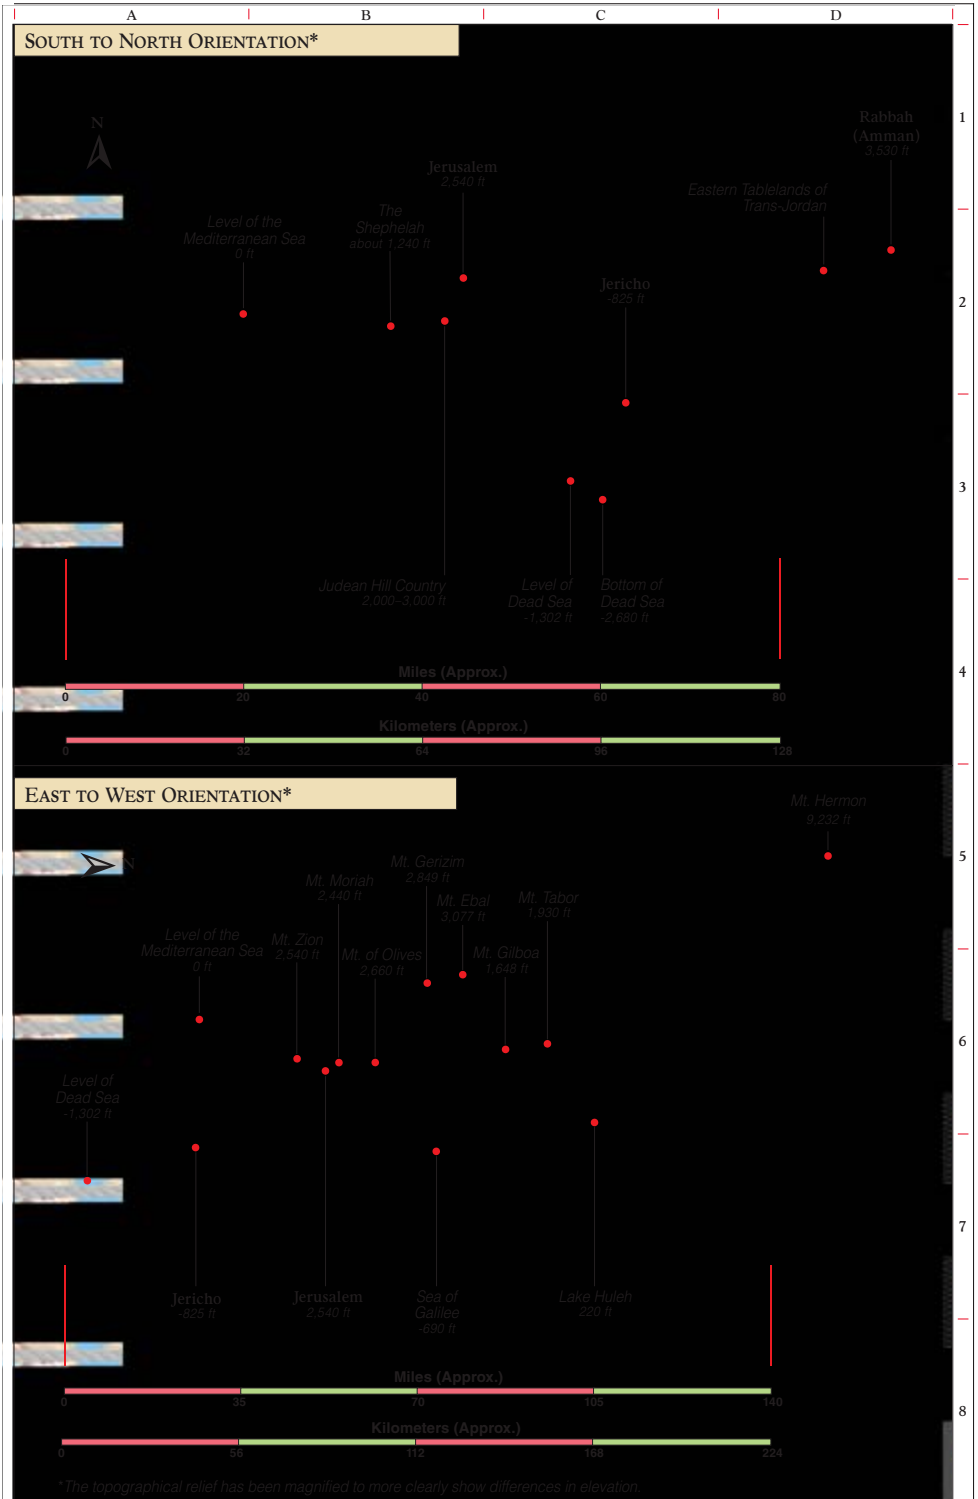 A B C D
SOUTH TO NORTH ORIENTATION*
1
N
Rabbah
(Amman)
3,530 ft
Jerusalem
2,540 ft
Eastern Tablelands of
Trans-Jordan
The
Shephelah
about 1,240 ft
Level of the
Mediterranean Sea
0 ft
Jericho
-825 ft
2
3
Judean Hill Country
2,000–3,000 ft
Level of
Dead Sea
-1,302 ft
Bottom of
Dead Sea
-2,680 ft
4
Miles (Approx.)
0 20 40 60 80
Kilometers (Approx.)
0 32 64 96 128
EAST TO WEST ORIENTATION*
Mt. Hermon
9,232 ft
5
N
Mt. Gerizim
2,849 ft
Mt. Moriah
2,440 ft
Mt. Ebal
3,077 ft
Mt. Tabor
1,930 ft
Level of the
Mediterranean Sea
0 ft
Mt. Zion
2,540 ft
Mt. of Olives
2,660 ft
Mt. Gilboa
1,648 ft
6
Level of
Dead Sea
-1,302 ft
7
Jericho
-825 ft
Jerusalem
2,540 ft
Sea of
Galilee
-690 ft
Lake Huleh
220 ft
Miles (Approx.)
0 35 70 105 140
8
Kilometers (Approx.)
0 56 112 168 224
*The topographical relief has been magnified to more clearly show differences in elevation.